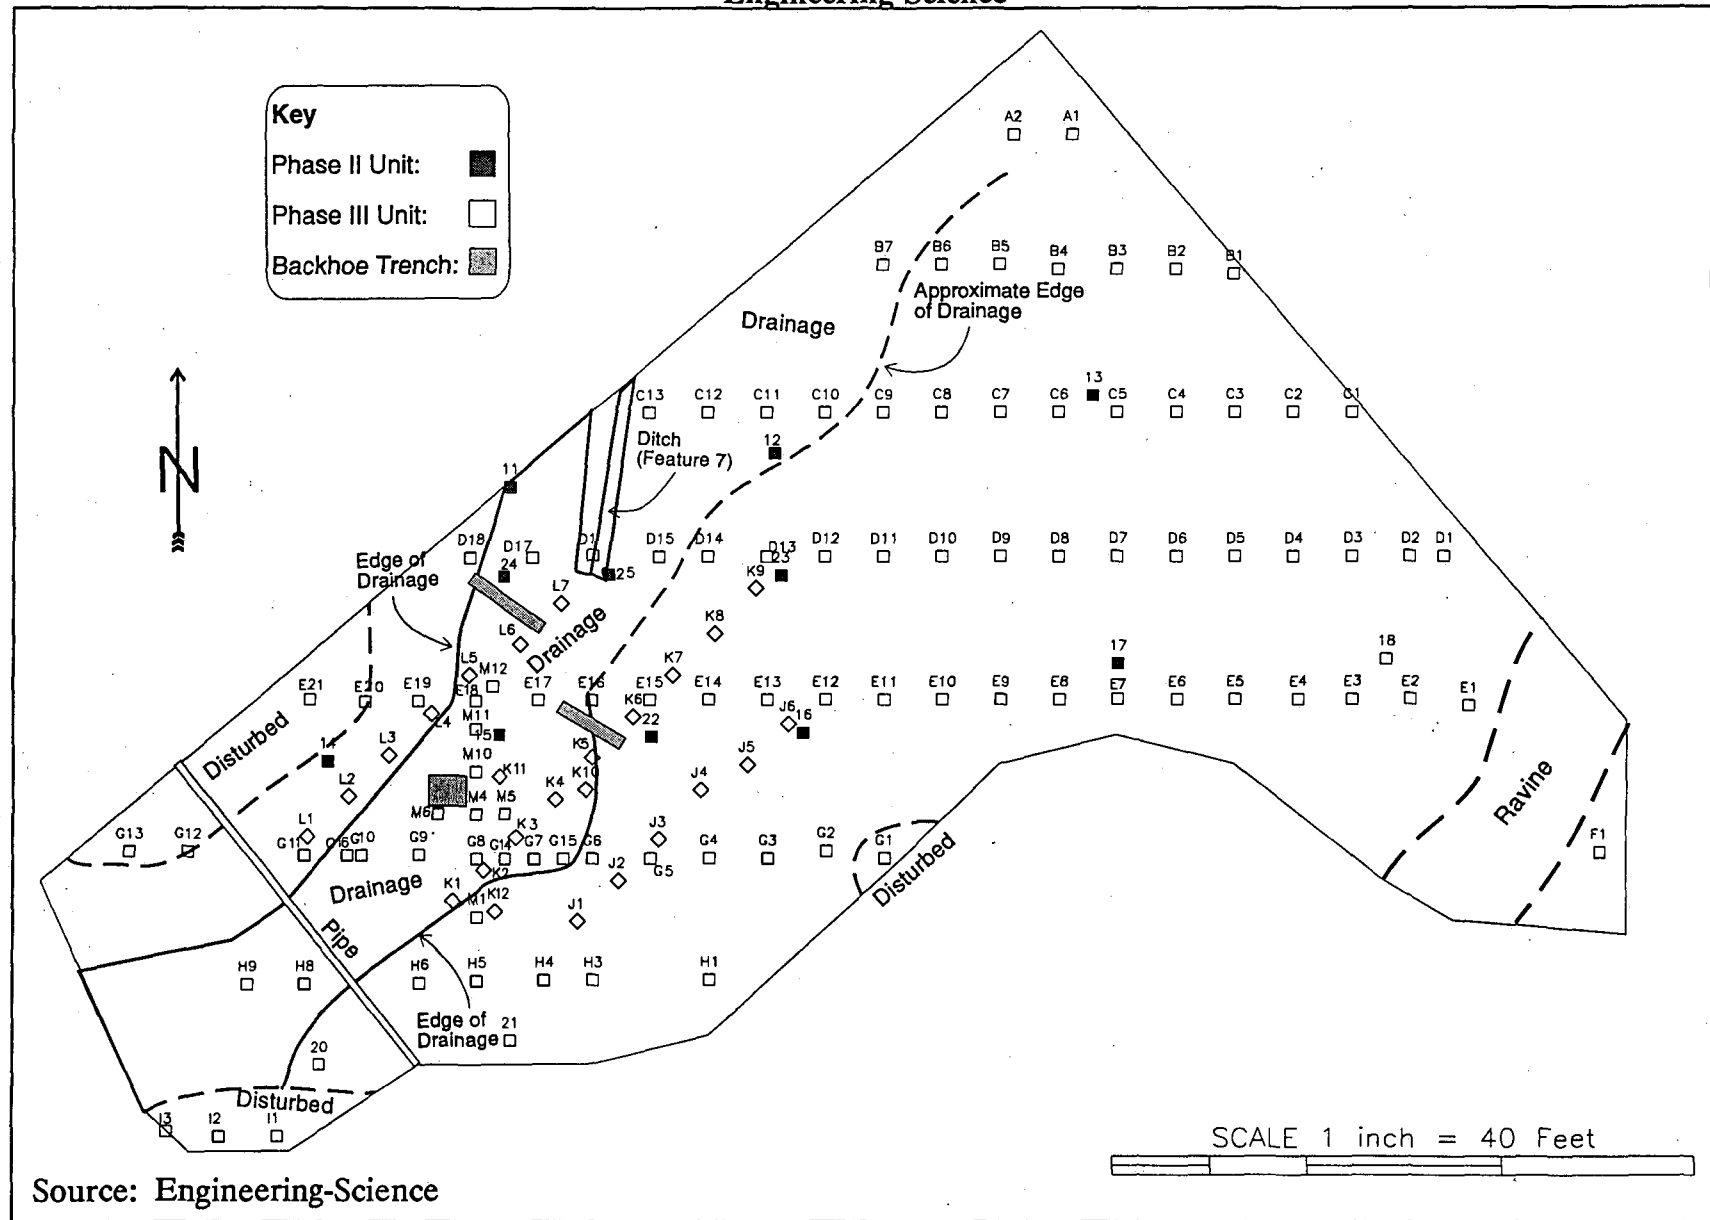 Engineering-Science
Key
Phase II Unit:
Phase III Unit:
Backhoe Trench:
A2 A1
B7 B6 B5 B4 B3 B2 B1
Approximate Edge
of Drainage
Drainage
13
C13 C12 C11 C10 C9 C8 C7 C6 C5 C4 C3 C2 C1
Ditch
(Feature 7)
12
11
N
D18 D17 D1 D15 D14 D13 D12 D11 D10 D9 D8 D7 D6 D5 D4 D3 D2 D1
Edge of
Drainage
24 25 23
L7 K9
L6 Drainage K8
17 18
L5 M12 K7
E21 E20 E19 E18 E17 E16 E15 E14 E13 E12 E11 E10 E9 E8 E7 E6 E5 E4 E3 E2 E1
L4 M11 K6 J6 16
15 22
Disturbed
14 L3 M10 K5 J5
L2 K11 K4 K10 J4
Ravine
M6 M4 M5
L1 K3 J3
G13 G12 G11 G16 G10 G9 G8 G14 G7 G15 G6 G5 G4 G3 G2 G1 F1
Disturbed
Drainage K2 J2
K1 M1 K12 J1
Pipe
H9 H8 H6 H5 H4 H3 H1
Edge of
Drainage
21
20
Disturbed
I3 I2 I1
SCALE 1 inch = 40 Feet
Source: Engineering-Science